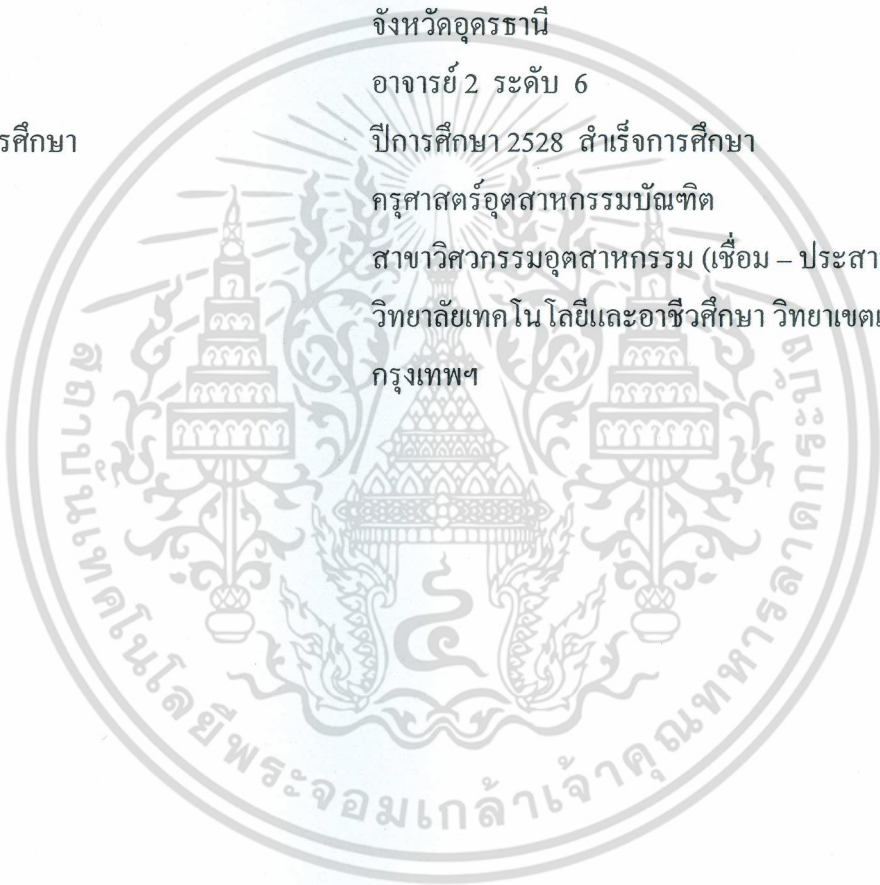 จังหวัดอุดรธานี
อาจารย์ 2 ระดับ 6
รศึกษา ปีการศึกษา 2528 สำเร็จการศึกษา
ครุศาสตร์อุตสาหกรรมบัณฑิต
สาขาวิศวกรรมอุตสาหกรรม (เชื่อม – ประสา
วิทยาลัยเทคโนโลยีและอาชีวศึกษา วิทยาเขตเ
กรุงเทพฯ
สถาบันเทคโนโลยีพระจอมเกล้าเจ้าคุณทหารลาดกระบัง